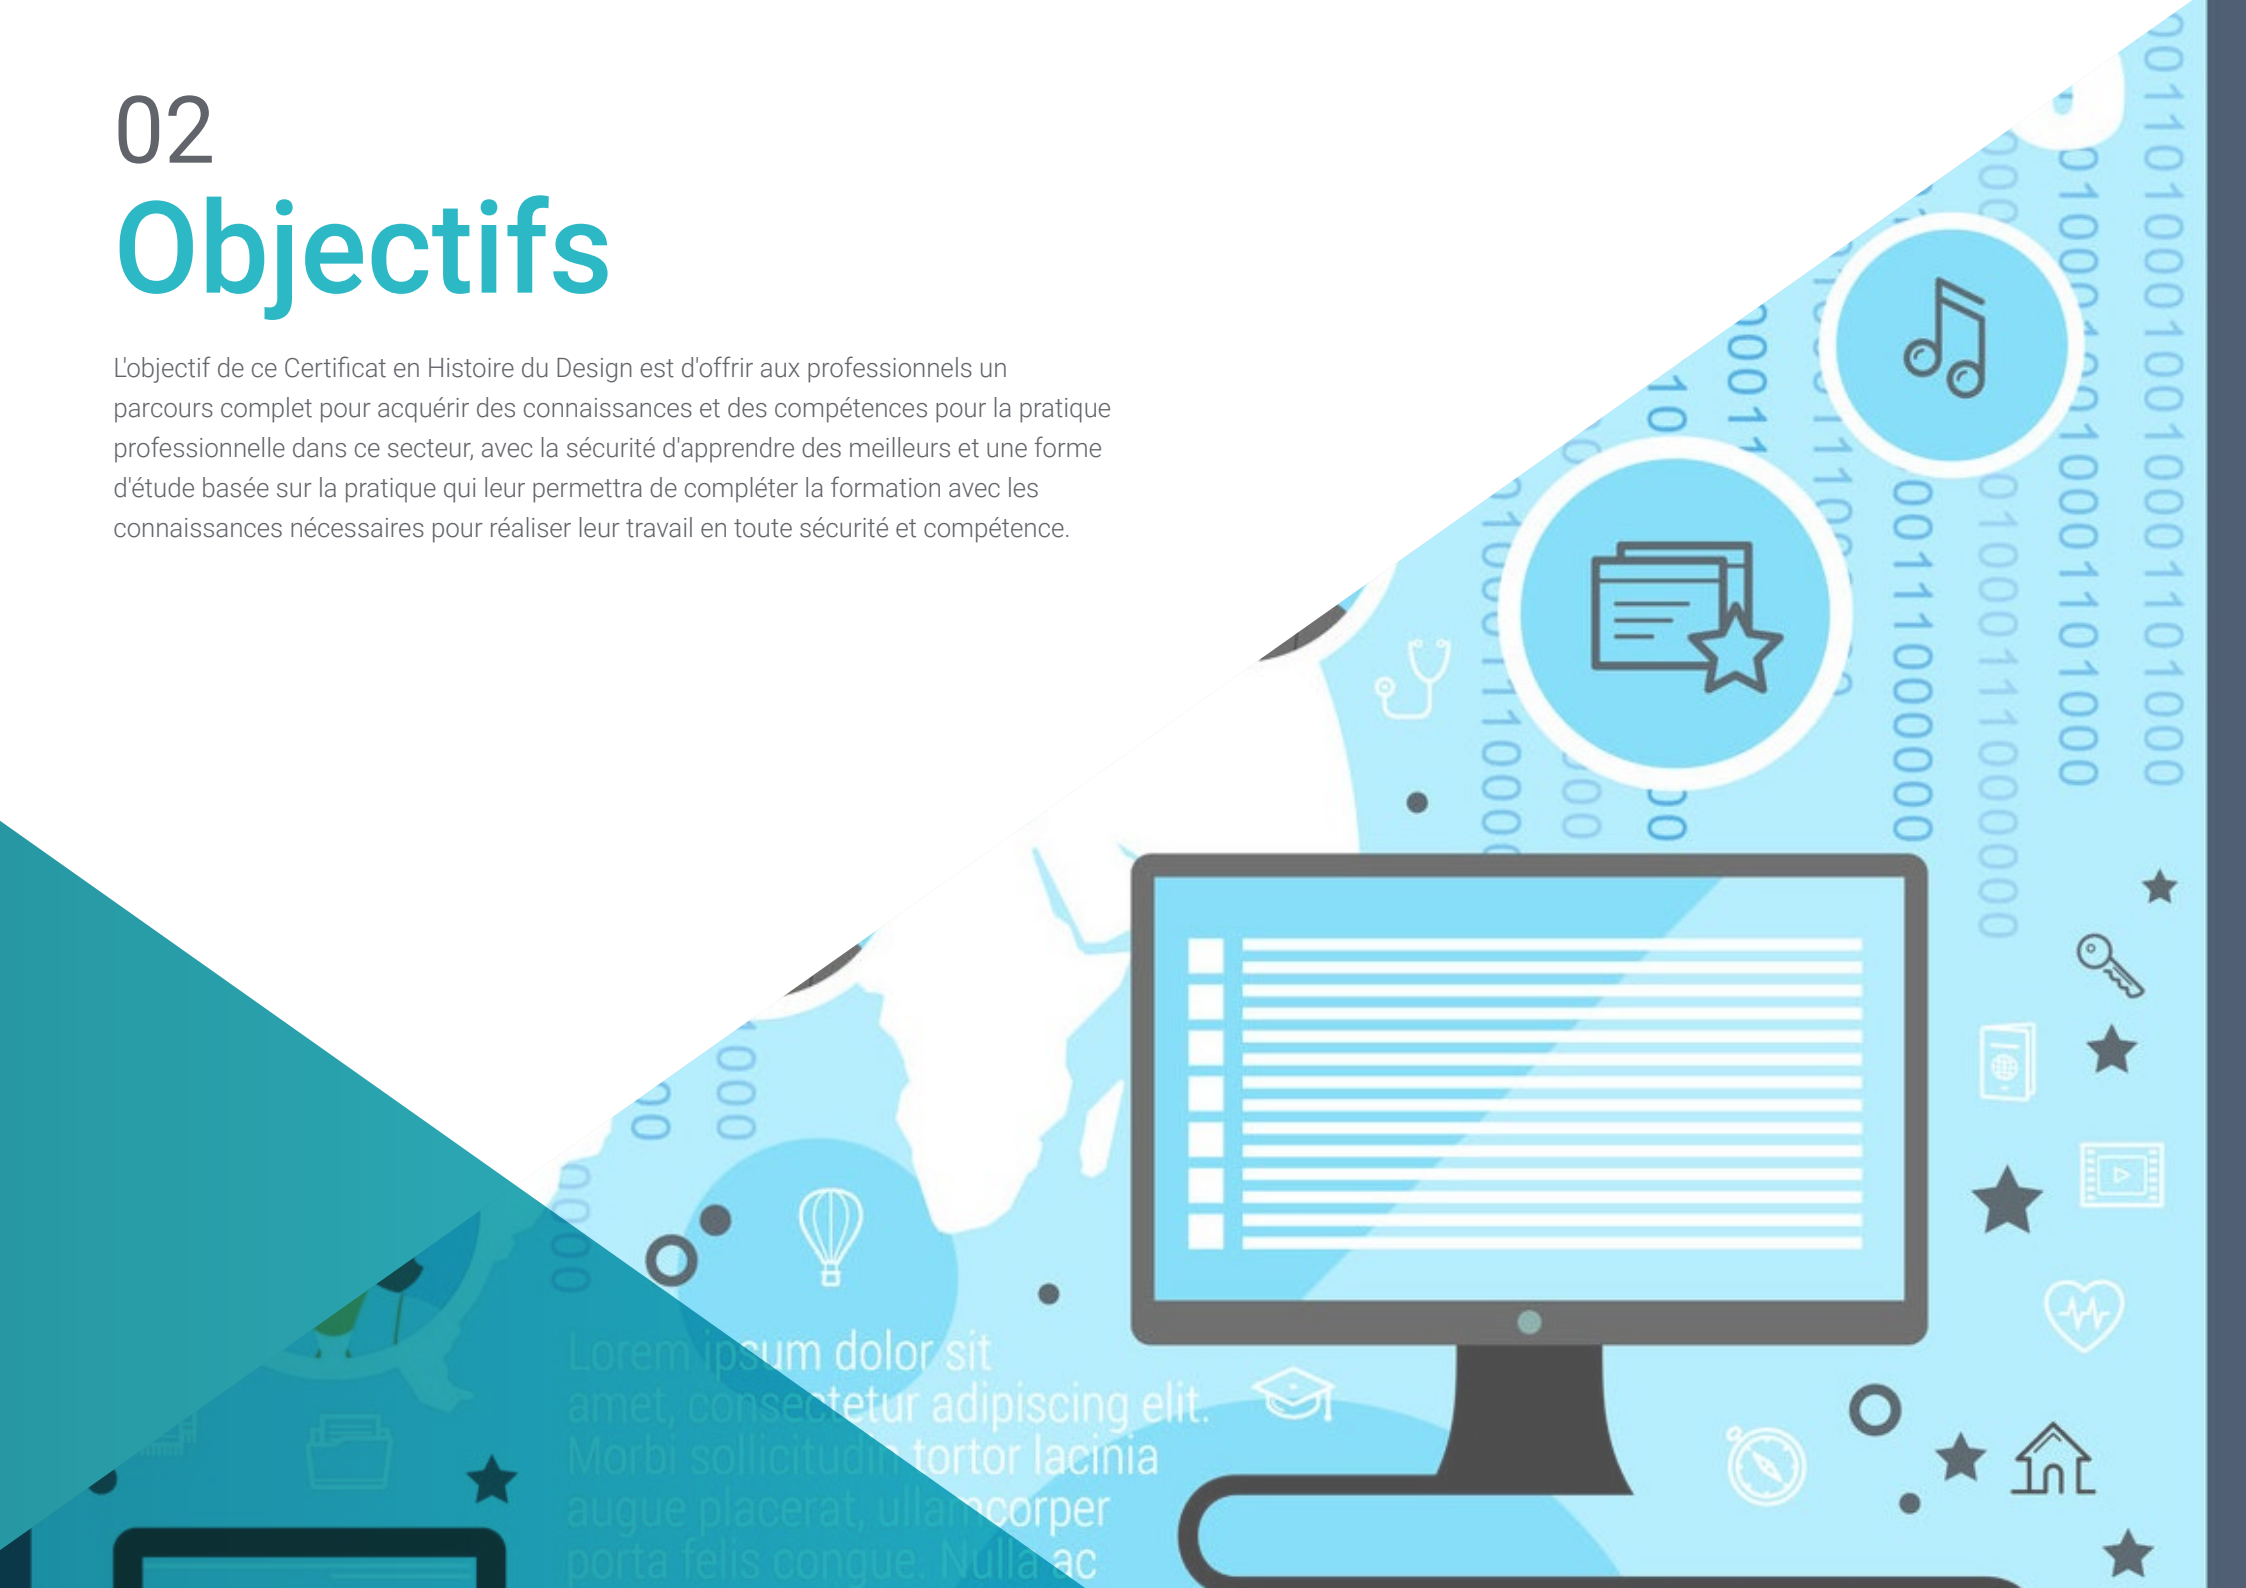 02
Objectifs
L'objectif de ce Certificat en Histoire du Design est d'offrir aux professionnels un
parcours complet pour acquérir des connaissances et des compétences pour la pratique
professionnelle dans ce secteur, avec la sécurité d'apprendre des meilleurs et une forme
d'étude basée sur la pratique qui leur permettra de compléter la formation avec les
connaissances nécessaires pour réaliser leur travail en toute sécurité et compétence.
Lorem ipsum dolor sit
amet, consectetur adipiscing elit.
Morbi sollicitudin tortor lacinia
augue placerat, ullamcorper
porta felis congue. Nulla ac